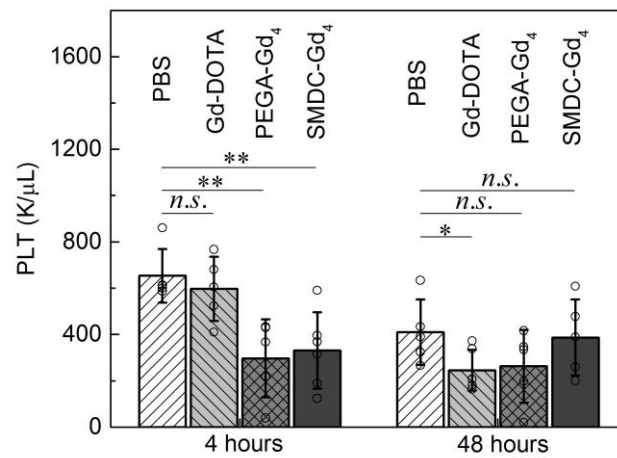 PLT (K/μL)
1600
1200
800
400
0
PBS
Gd-DOTA
PEGA-Gd4
SMDC-Gd4
**
**
n.s.
PBS
Gd-DOTA
PEGA-Gd4
SMDC-Gd4
n.s.
n.s.
*
4 hours
48 hours